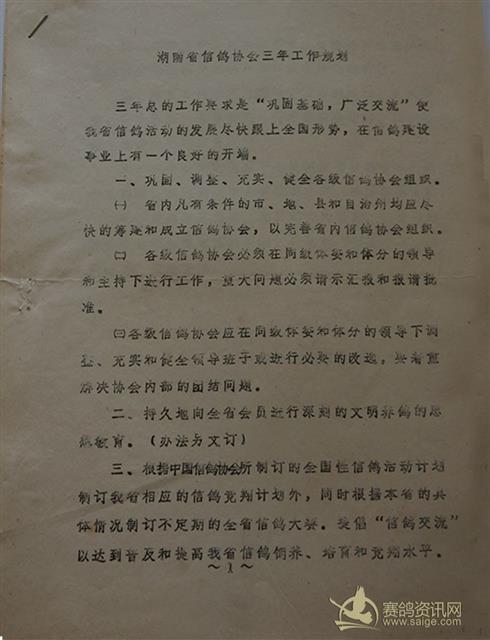 湖南省信鸽协会三年工作规划
三年总的工作要求是“巩固基础，广泛交流”使
我省信鸽活动的发展尽快跟上全国形势，在信鸽建设
事业上有一个良好的开端。
一、巩固、调整、充实、健全各级信鸽协会组织。
㈠ 省内凡有条件的市、地、县和自治州均应尽
快的筹建和成立信鸽协会，以完善省内信鸽协会组织。
㈡ 各级信鸽协会必须在同级体委和体分的领导
和主持下进行工作，重大问题必须请示汇报和报请批
准。
㈢各级信鸽协会应在同级体委和体分的领导下调
整、充实和健全领导班子或进行必要的改选，要着重
解决协会内部的团结问题。
二、持久地向全省会员进行深刻的文明养鸽的思
想教育。（办法另文订）
三、根据中国信鸽协会所制订的全国性信鸽活动计划
制订我省相应的信鸽竞翔计划外，同时根据本省的具
体情况制订不定期的全省信鸽大赛。提倡“信鸽交流”
以达到普及和提高我省信鸽饲养、培育和竞翔水平。
～1～
赛鸽资讯网
www.saige.com